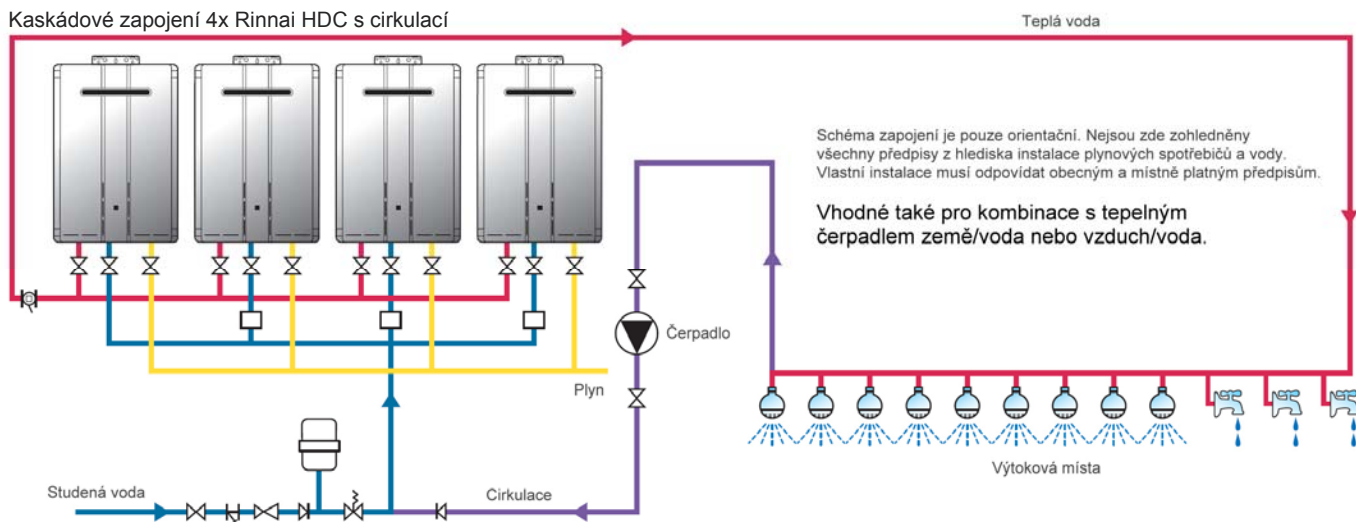 Kaskádové zapojení 4x Rinnai HDC s cirkulací
Teplá voda
Schéma zapojení je pouze orientační. Nejsou zde zohledněny
všechny předpisy z hlediska instalace plynových spotřebičů a vody.
Vlastní instalace musí odpovídat obecným a místně platným předpisům.
Vhodné také pro kombinace s tepelným
čerpadlem země/voda nebo vzduch/voda.
Čerpadlo
Plyn
Výtoková místa
Studená voda
Cirkulace